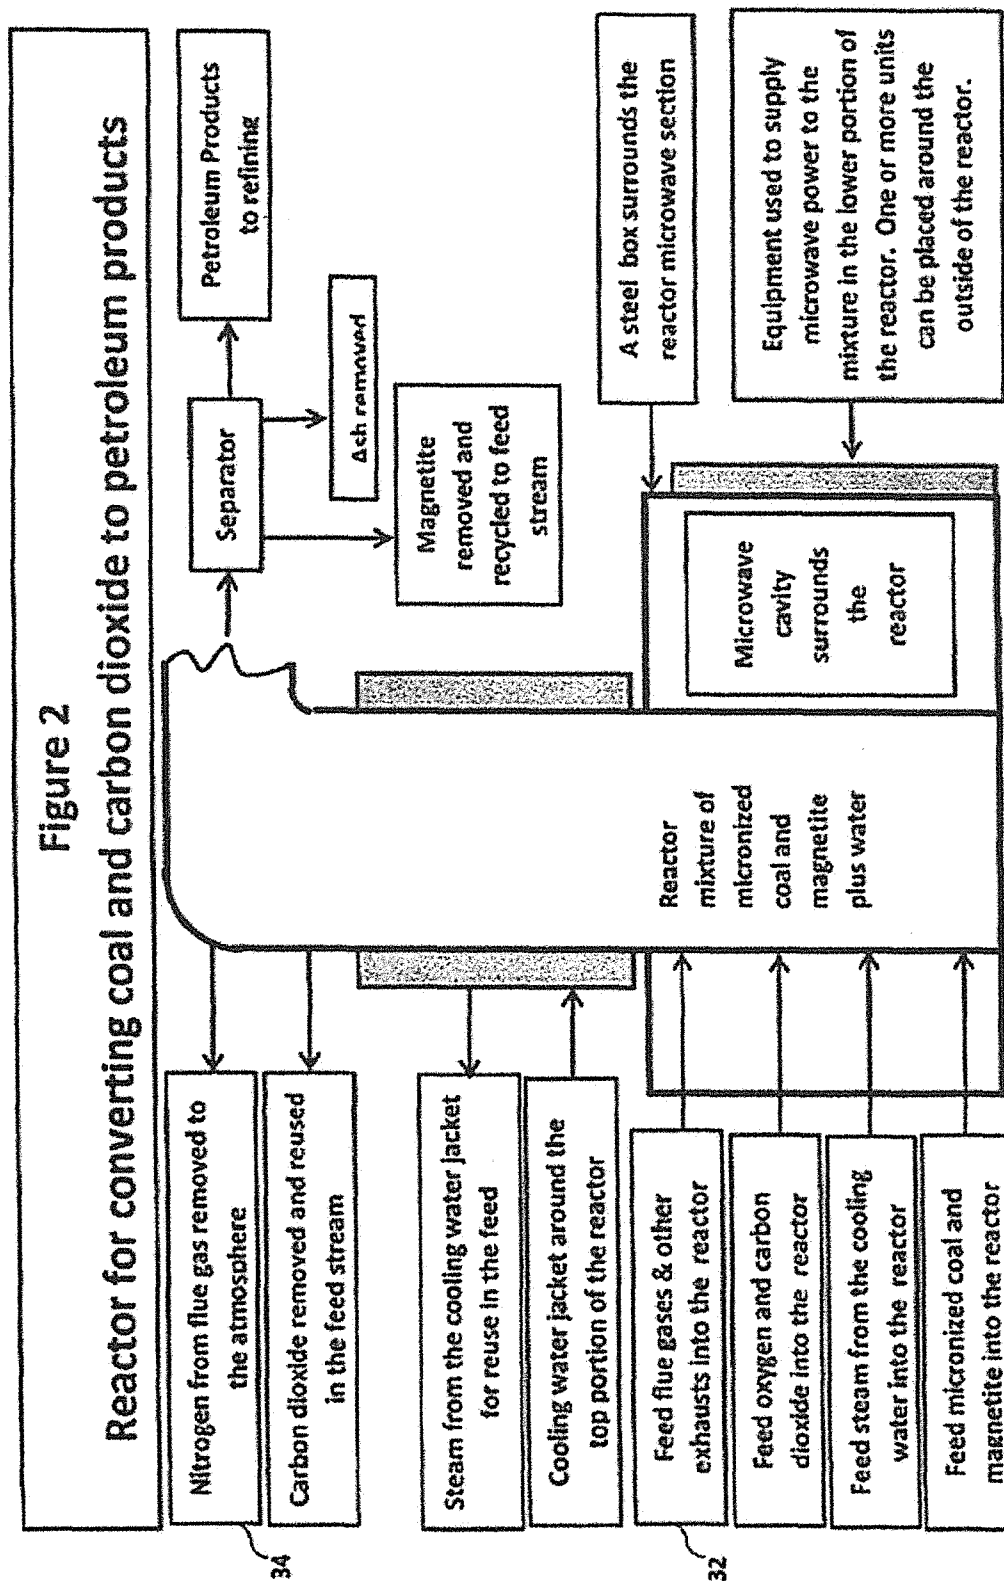 Figure 2
Reactor for converting coal and carbon dioxide to petroleum products
Nitrogen from flue gas removed to
the atmosphere
34
Carbon dioxide removed and reused
in the feed stream
Steam from the cooling water jacket
for reuse in the feed
Cooling water jacket around the
top portion of the reactor
Feed flue gases & other
exhausts into the reactor
32
Feed oxygen and carbon
dioxide into the reactor
Feed steam from the cooling
water into the reactor
Feed micronized coal and
magnetite into the reactor
Reactor
mixture of
micronized
coal and
magnetite
plus water
Separator
Petroleum Products
to refining
Ash removed
Magnetite
removed and
recycled to feed
stream
Microwave
cavity
surrounds
the
reactor
A steel box surrounds the
reactor microwave section
Equipment used to supply
microwave power to the
mixture in the lower portion of
the reactor. One or more units
can be placed around the
outside of the reactor.